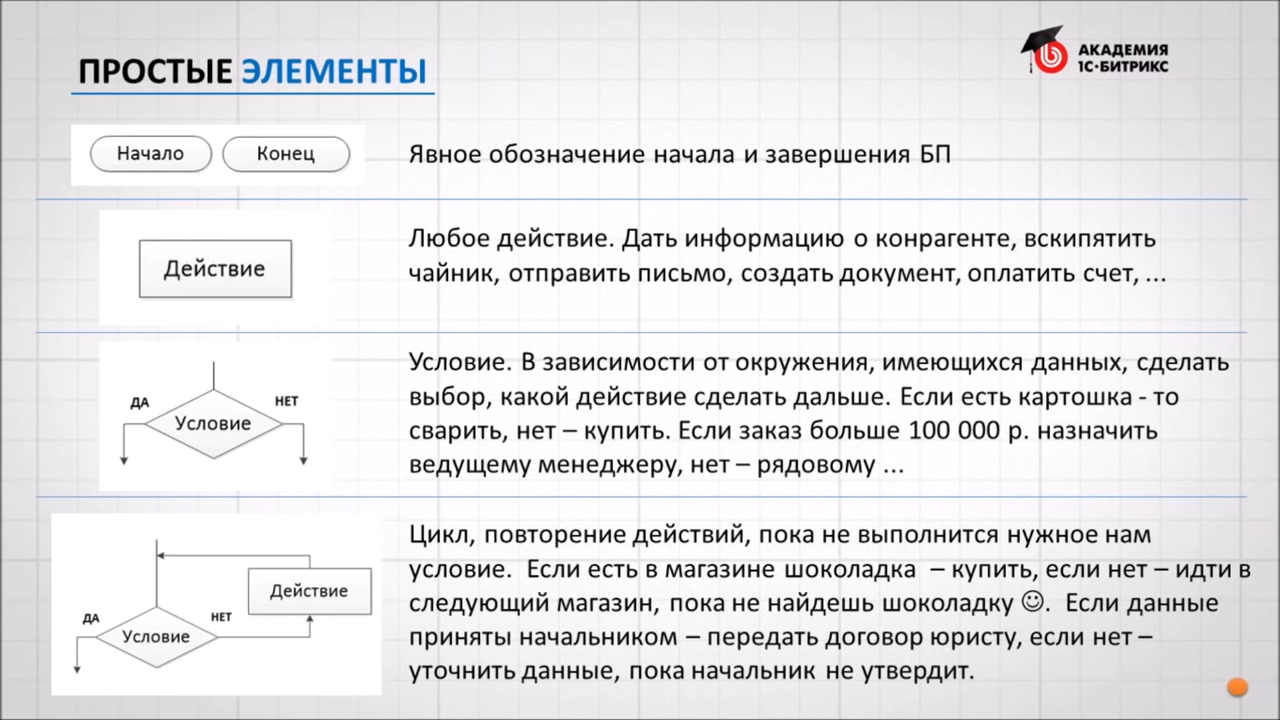 ПРОСТЫЕ ЭЛЕМЕНТЫ
АКАДЕМИЯ
1С•БИТРИКС
Начало
Конец
Явное обозначение начала и завершения БП
Действие
Любое действие. Дать информацию о конрагенте, вскипятить
чайник, отправить письмо, создать документ, оплатить счет, ...
ДА
НЕТ
Условие
Условие. В зависимости от окружения, имеющихся данных, сделать
выбор, какой действие сделать дальше. Если есть картошка - то
сварить, нет – купить. Если заказ больше 100 000 р. назначить
ведущему менеджеру, нет – рядовому ...
Действие
ДА
НЕТ
Условие
Цикл, повторение действий, пока не выполнится нужное нам
условие. Если есть в магазине шоколадка – купить, если нет – идти в
следующий магазин, пока не найдешь шоколадку ☺. Если данные
приняты начальником – передать договор юристу, если нет –
уточнить данные, пока начальник не утвердит.